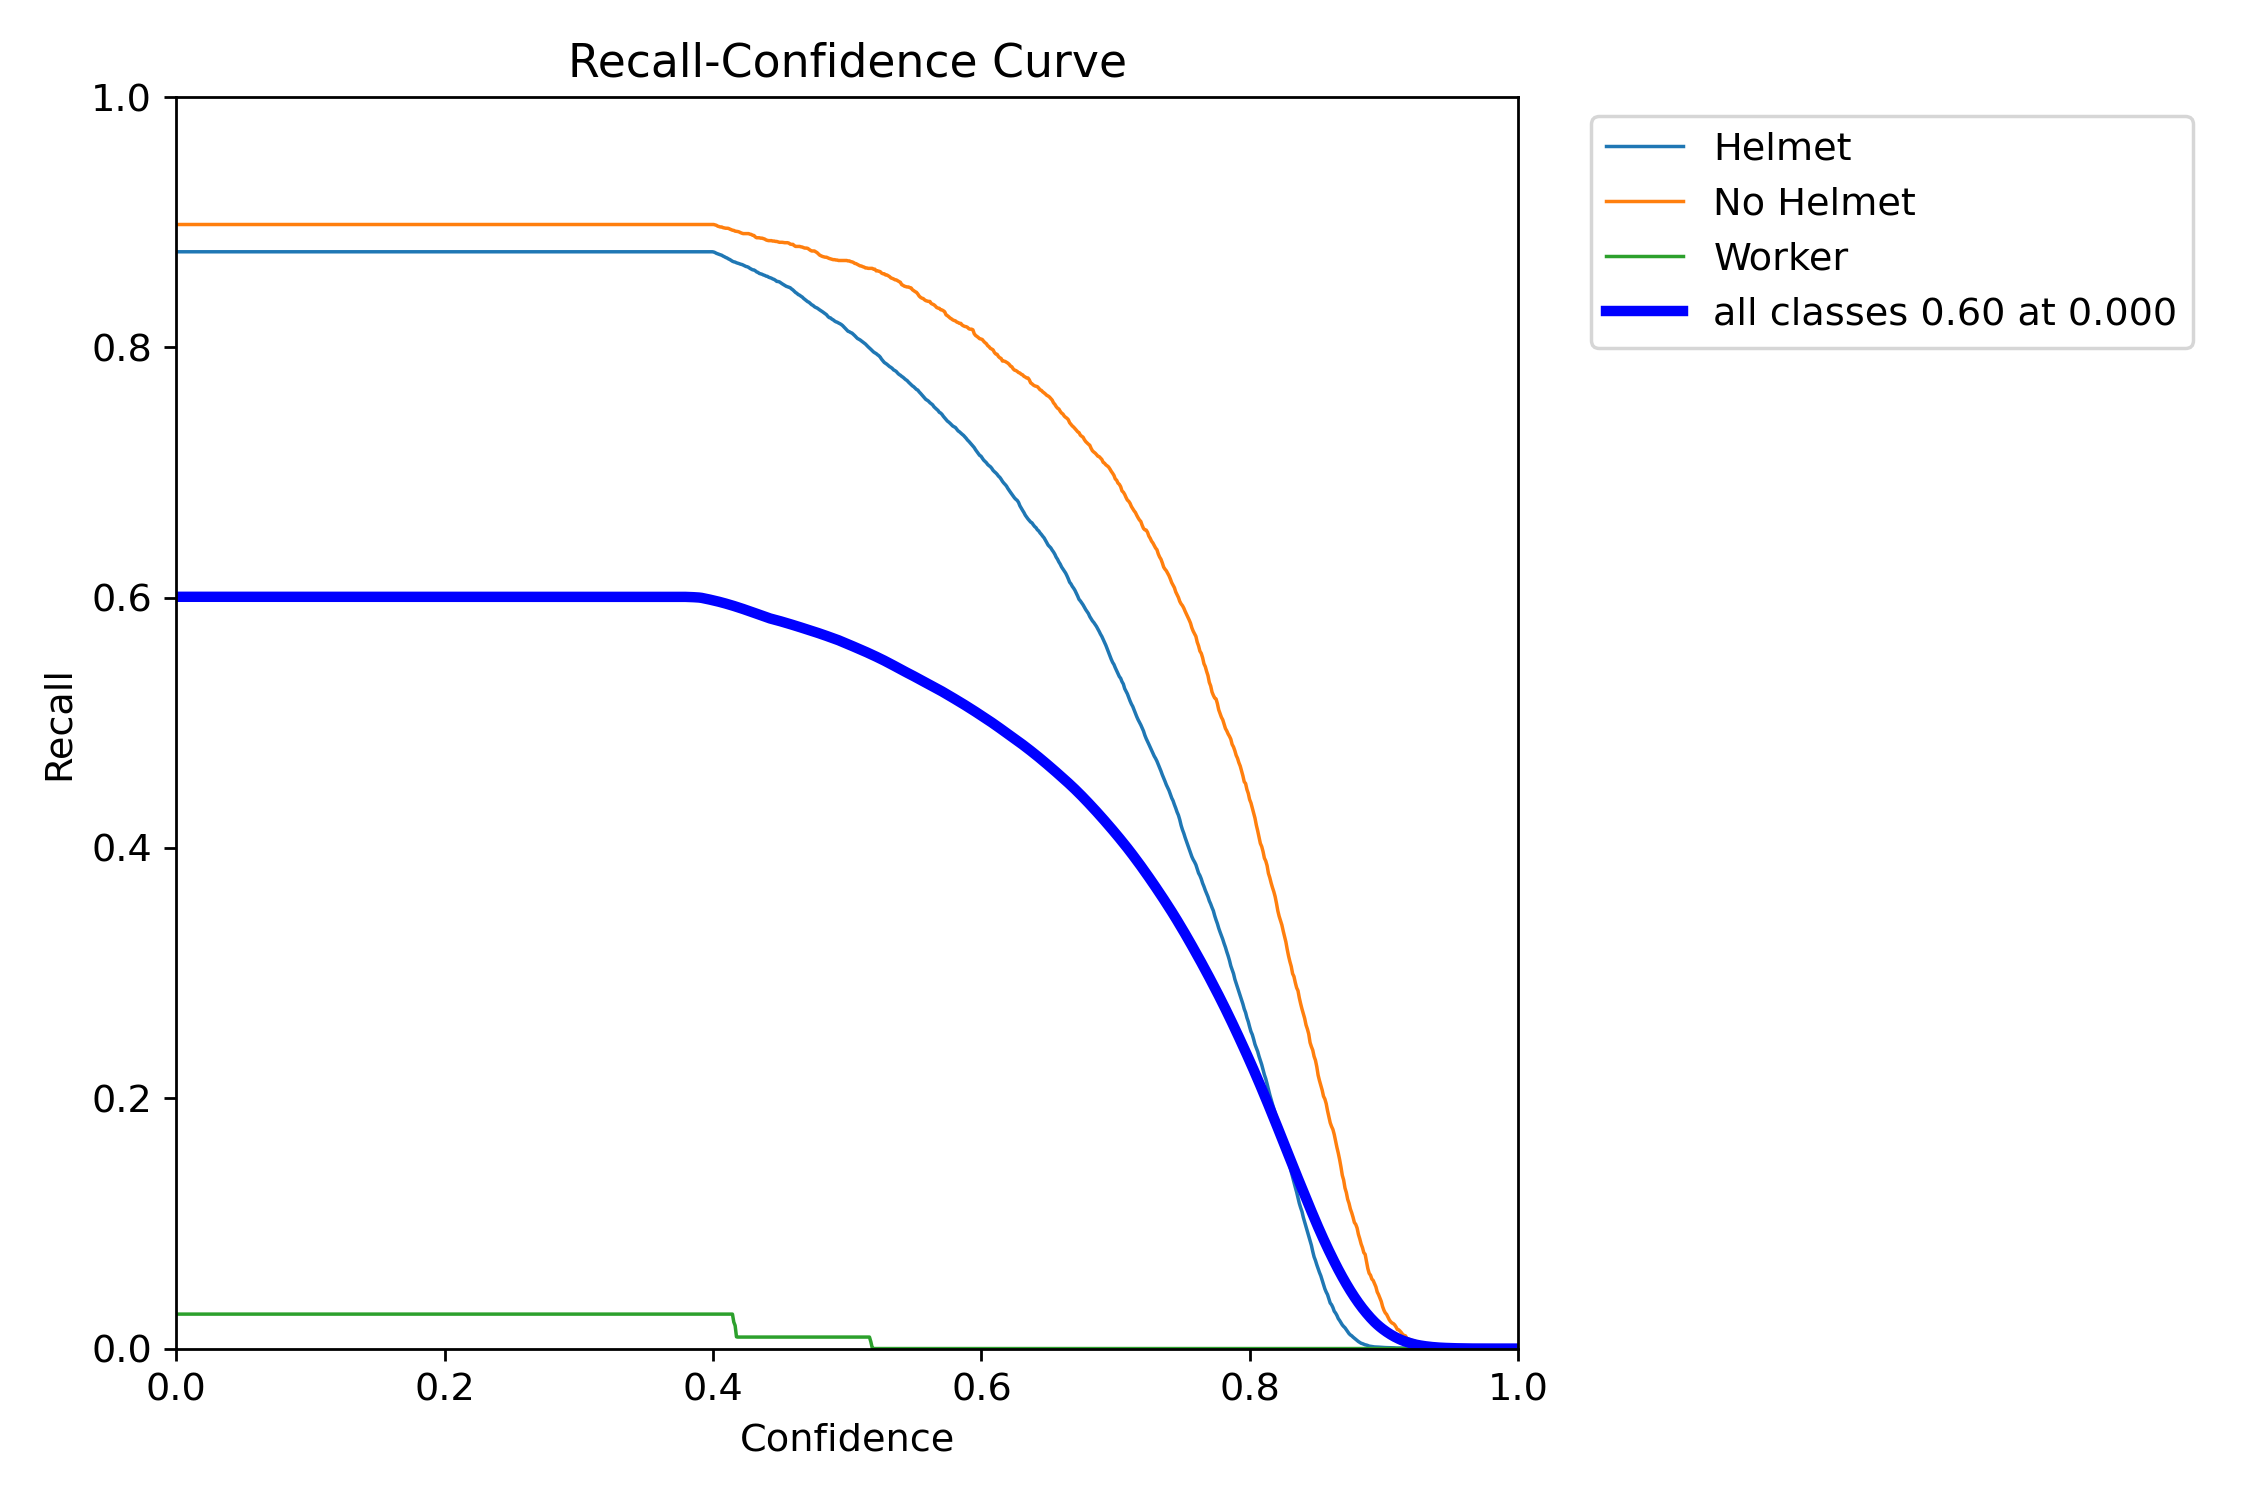 Recall-Confidence Curve
1.0
0.8
0.6
0.4
0.2
0.0
Recall
0.0 0.2 0.4 0.6 0.8 1.0
Confidence
Helmet
No Helmet
Worker
all classes 0.60 at 0.000